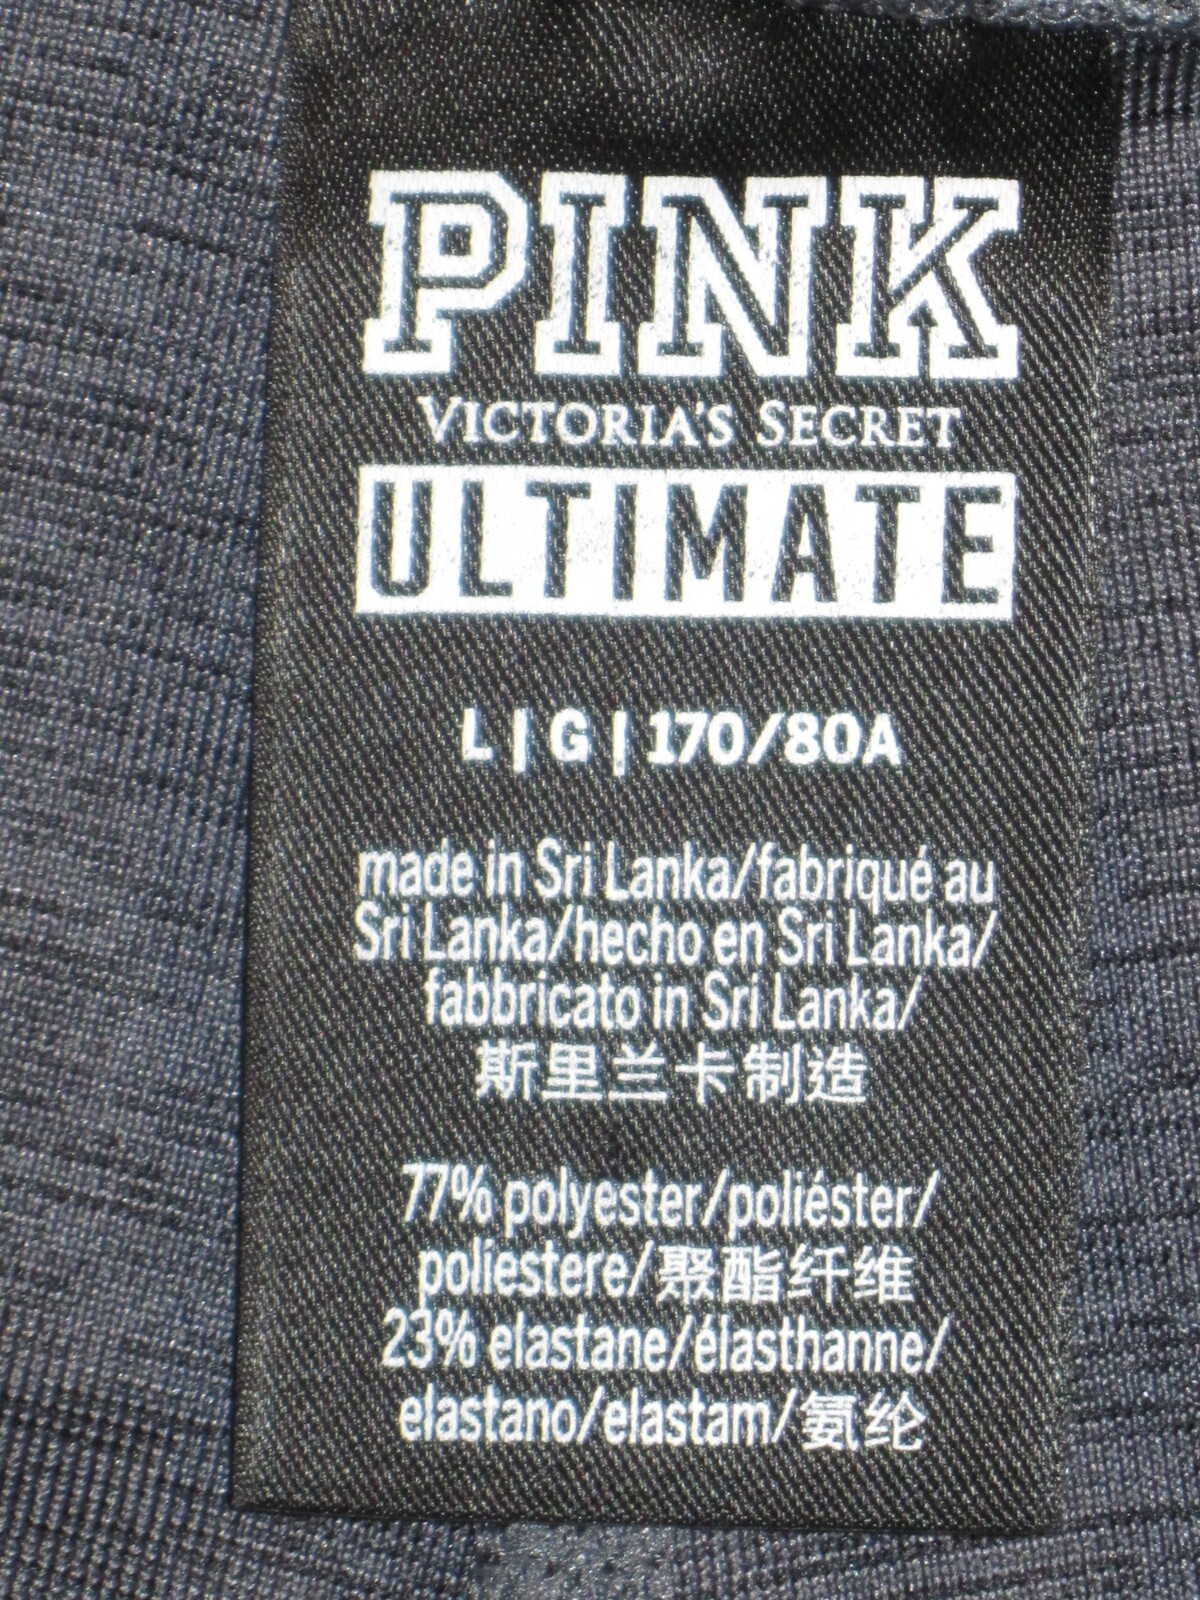 PINK
VICTORIA'S SECRET
ULTIMATE
L | G | 170/80A
made in Sri Lanka/fabriqué au
Sri Lanka/hecho en Sri Lanka/
fabbricato in Sri Lanka/
斯里兰卡制造
77% polyester/poliéster/
poliestere/聚酯纤维
23% elastane/élasthanne/
elastano/elastam/氨纶